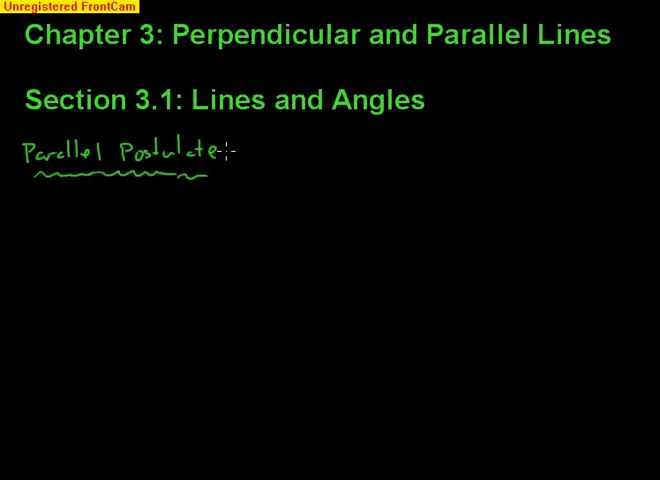 Unregistered FrontCam
Chapter 3: Perpendicular and Parallel Lines
Section 3.1: Lines and Angles
Parallel Postulate